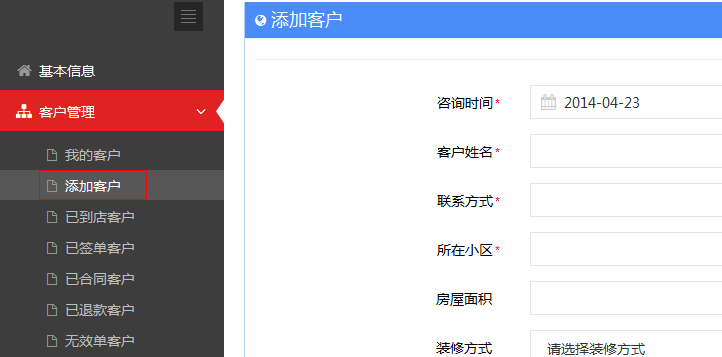 基本信息
客户管理
我的客户
添加客户
已到店客户
已签单客户
已合同客户
已退款客户
无效单客户
添加客户
咨询时间* 2014-04-23
客户姓名*
联系方式*
所在小区*
房屋面积
装修方式 请选择装修方式